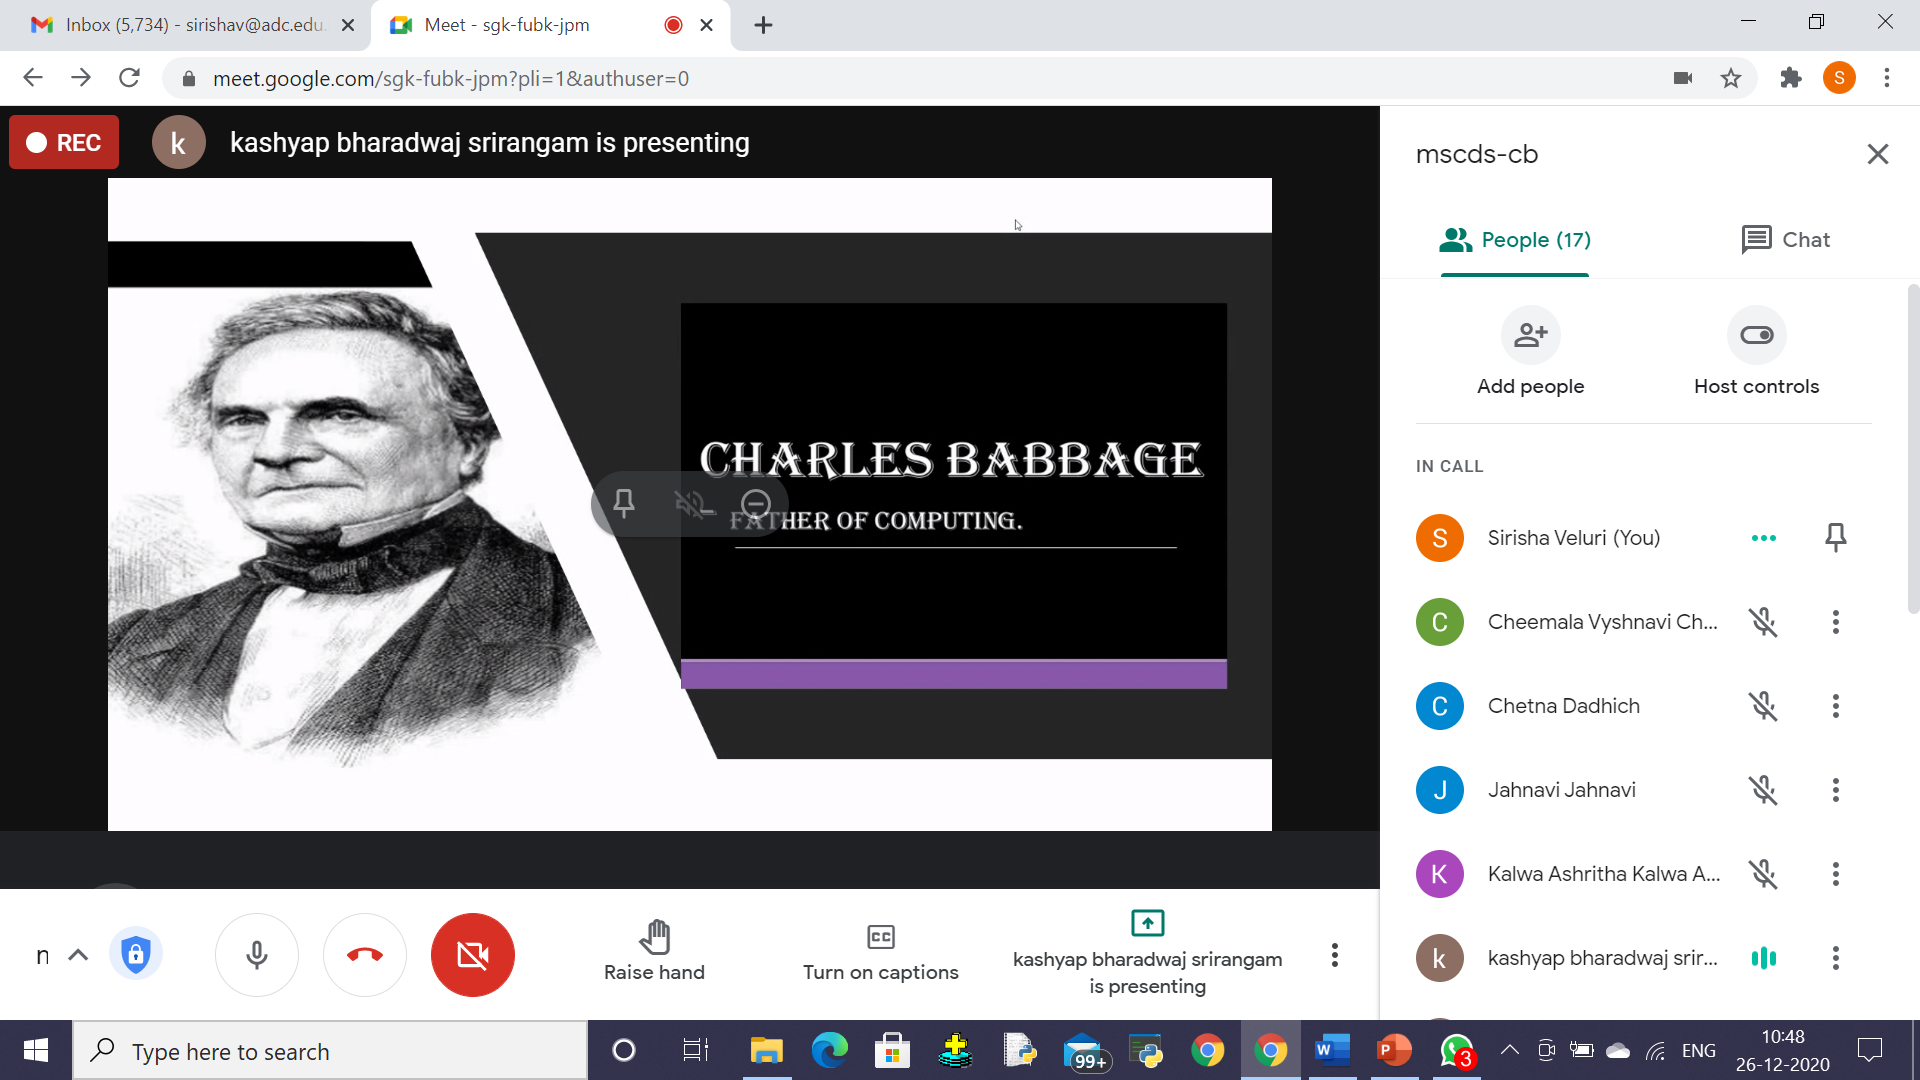 Inbox (5,734) - sirishav@adc.edu.
Meet - sgk-fubk-jpm
meet.google.com/sgk-fubk-jpm?pli=1&authuser=0
S
REC
k
kashyap bharadwaj srirangam is presenting
CHARLES BABBAGE
FATHER OF COMPUTING.
mscds-cb
People (17)
Chat
Add people
Host controls
IN CALL
S Sirisha Veluri (You)
C Cheemala Vyshnavi Ch...
C Chetna Dadhich
J Jahnavi Jahnavi
K Kalwa Ashritha Kalwa A...
k kashyap bharadwaj srir...
n
Raise hand
CC
Turn on captions
kashyap bharadwaj srirangam
is presenting
Type here to search
99+
W
P
3
ENG
10:48
26-12-2020